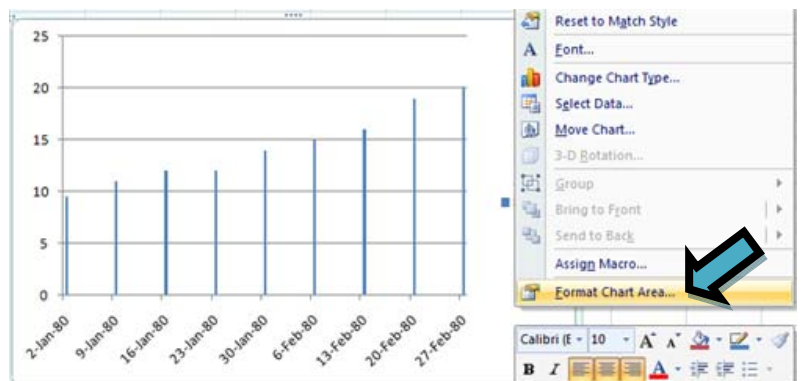 25
20
15
10
5
0
2-Jan-80 9-Jan-80 16-Jan-80 23-Jan-80 30-Jan-80 6-Feb-80 13-Feb-80 20-Feb-80 27-Feb-80
Reset to Match Style
A Font...
Change Chart Type...
Select Data...
Move Chart...
3-D Rotation...
Group
Bring to Front
Send to Back
Assign Macro...
Format Chart Area...
Calibri (E 10 A A
B I A